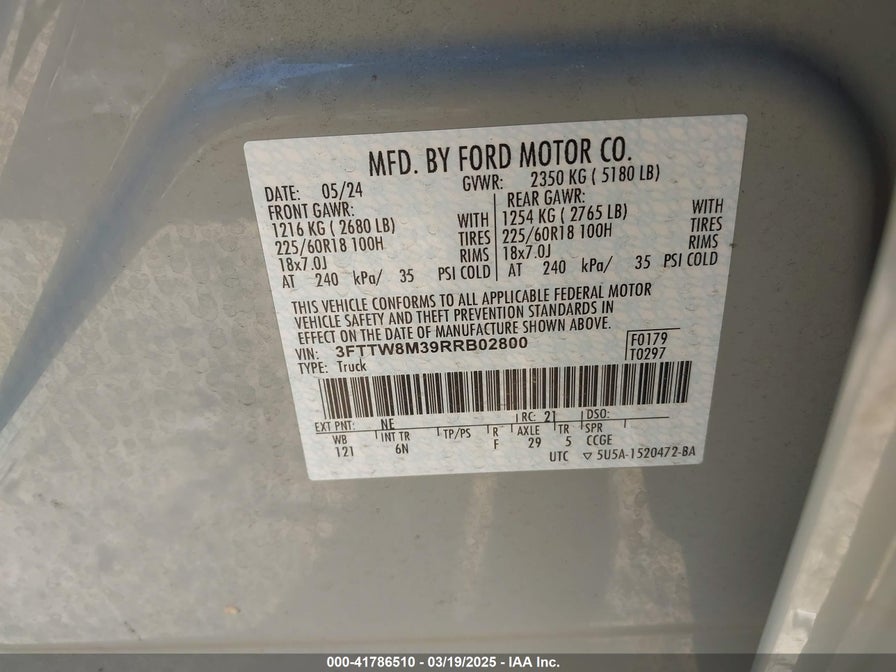 MFD. BY FORD MOTOR CO.
DATE: 05/24 GVWR: 2350 KG ( 5180 LB)
FRONT GAWR: REAR GAWR:
1216 KG ( 2680 LB) WITH 1254 KG ( 2765 LB) WITH
225/60R18 100H TIRES 225/60R18 100H TIRES
18x7.0J RIMS 18x7.0J RIMS
AT 240 kPa/ 35 PSI COLD AT 240 kPa/ 35 PSI COLD
THIS VEHICLE CONFORMS TO ALL APPLICABLE FEDERAL MOTOR
VEHICLE SAFETY AND THEFT PREVENTION STANDARDS IN
EFFECT ON THE DATE OF MANUFACTURE SHOWN ABOVE.
VIN: 3FTTW8M39RRB02800 F0179
TYPE: Truck T0297
EXT PNT: NE RC: 21 DSO:
WB INT TR TP/PS R AXLE TR SPR
121 6N F 29 5 CCGE
UTC ▽ 5U5A-1520472-BA
000-41786510 - 03/19/2025 - IAA Inc.